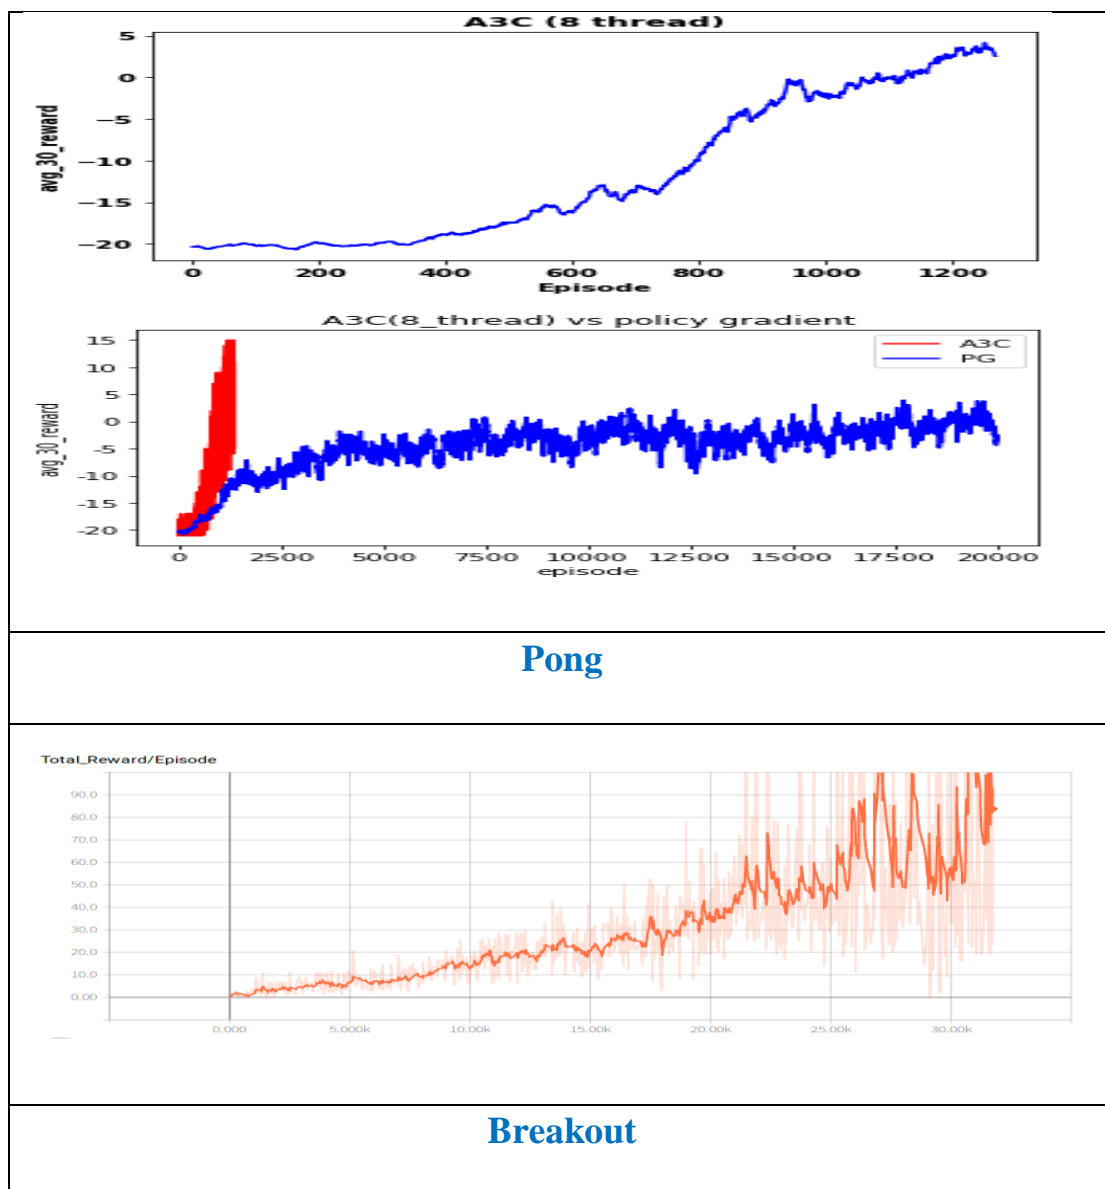 A3C (8 thread)
avg_30_reward
5
0
−5
−10
−15
−20
0 200 400 600 800 1000 1200
Episode
A3C(8_thread) vs policy gradient
avg_30_reward
15
10
5
0
-5
-10
-15
-20
A3C
PG
0 2500 5000 7500 10000 12500 15000 17500 20000
episode
Pong
Total_Reward/Episode
90.0
80.0
70.0
60.0
50.0
40.0
30.0
20.0
10.0
0.00
0.000 5.000k 10.00k 15.00k 20.00k 25.00k 30.00k
Breakout